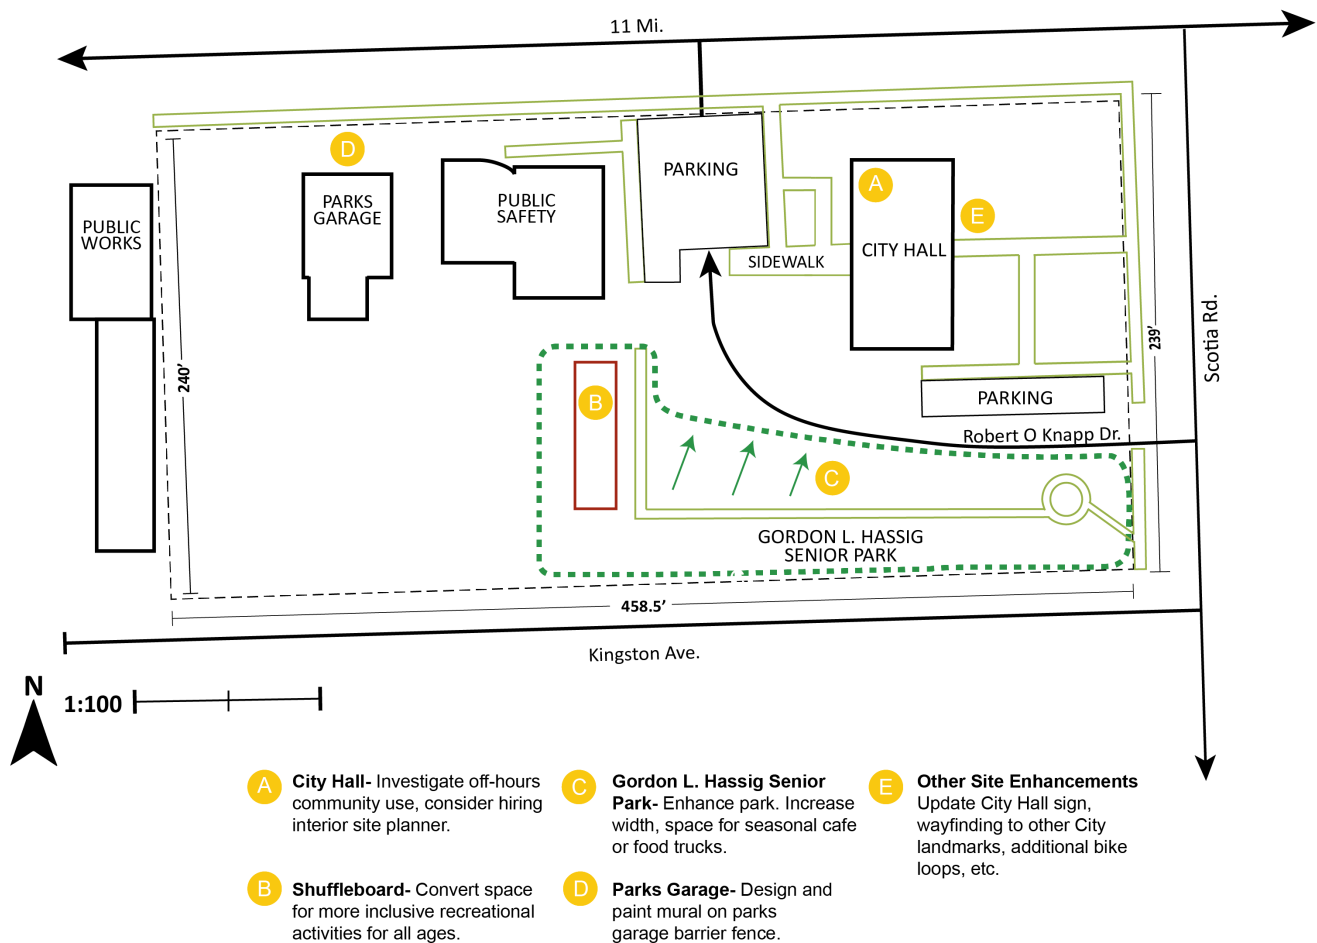 11 Mi.
D
PARKING
A
PUBLIC
SAFETY
PARKS
GARAGE
E
PUBLIC
WORKS
CITY HALL
SIDEWALK
Scotia Rd.
239’
240’
B
PARKING
Robert O Knapp Dr.
C
GORDON L. HASSIG
SENIOR PARK
458.5’
Kingston Ave.
N
1:100
A
City Hall- Investigate off-hours
community use, consider hiring
interior site planner.
B
Shuffleboard- Convert space
for more inclusive recreational
activities for all ages.
C
Gordon L. Hassig Senior
Park- Enhance park. Increase
width, space for seasonal cafe
or food trucks.
D
Parks Garage- Design and
paint mural on parks
garage barrier fence.
E
Other Site Enhancements
Update City Hall sign,
wayfinding to other City
landmarks, additional bike
loops, etc.